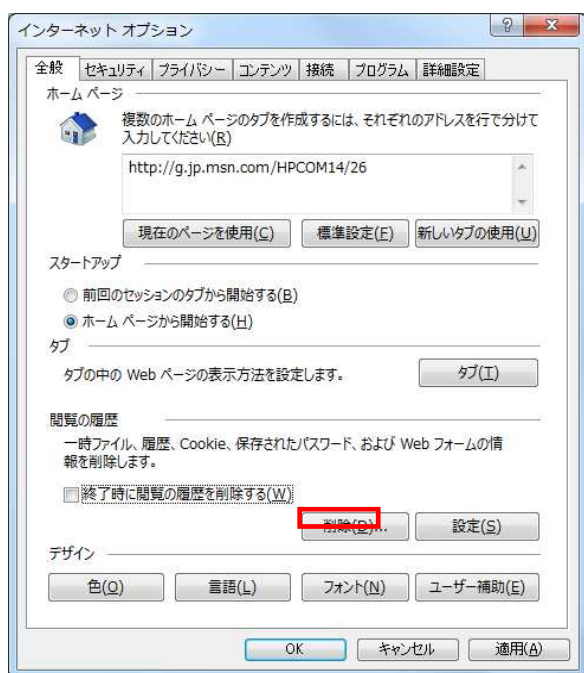 インターネット オプション
全般 セキュリティ プライバシー コンテンツ 接続 プログラム 詳細設定
ホーム ページ
複数のホーム ページのタブを作成するには、それぞれのアドレスを行で分けて
入力してください(R)
http://g.jp.msn.com/HPCOM14/26
現在のページを使用(C) 標準設定(F) 新しいタブの使用(U)
スタートアップ
前回のセッションのタブから開始する(B)
ホーム ページから開始する(H)
タブ
タブの中の Web ページの表示方法を設定します。 タブ(T)
閲覧の履歴
一時ファイル、履歴、Cookie、保存されたパスワード、および Web フォームの情
報を削除します。
終了時に閲覧の履歴を削除する(W)
削除(D)... 設定(S)
デザイン
色(O) 言語(L) フォント(N) ユーザー補助(E)
OK キャンセル 適用(A)